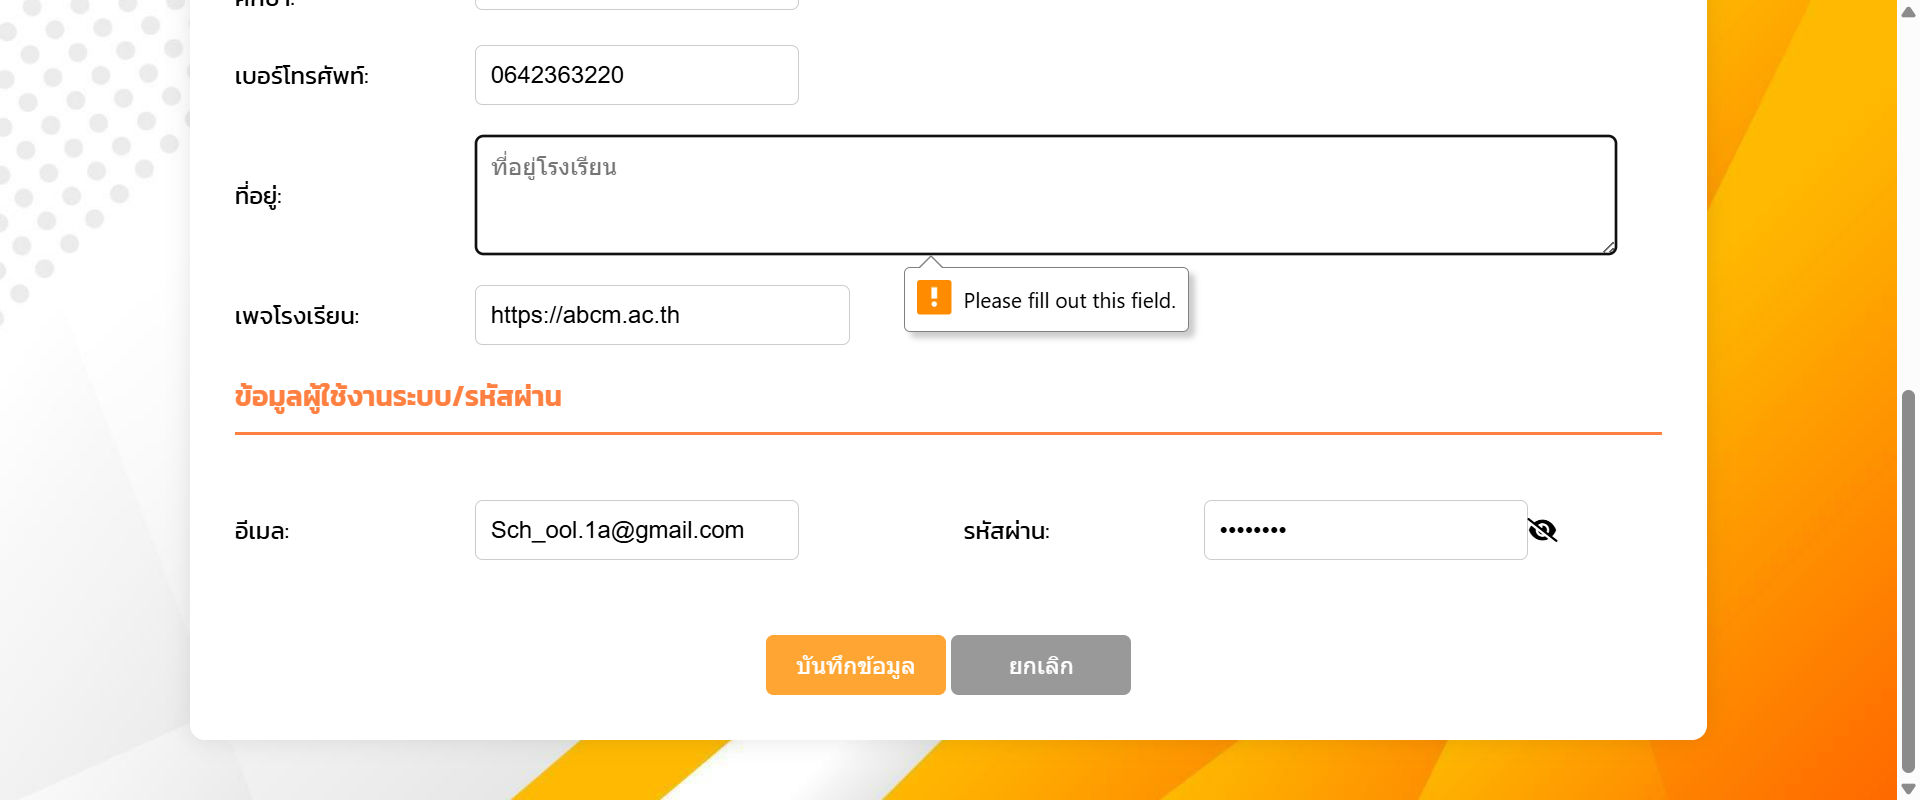 เบอร์โทรศัพท์:
0642363220
ที่อยู่:
ที่อยู่โรงเรียน
Please fill out this field.
เพจโรงเรียน:
https://abcm.ac.th
ข้อมูลผู้ใช้งานระบบ/รหัสผ่าน
อีเมล:
Sch_ool.1a@gmail.com
รหัสผ่าน:
••••••••
บันทึกข้อมูล
ยกเลิก